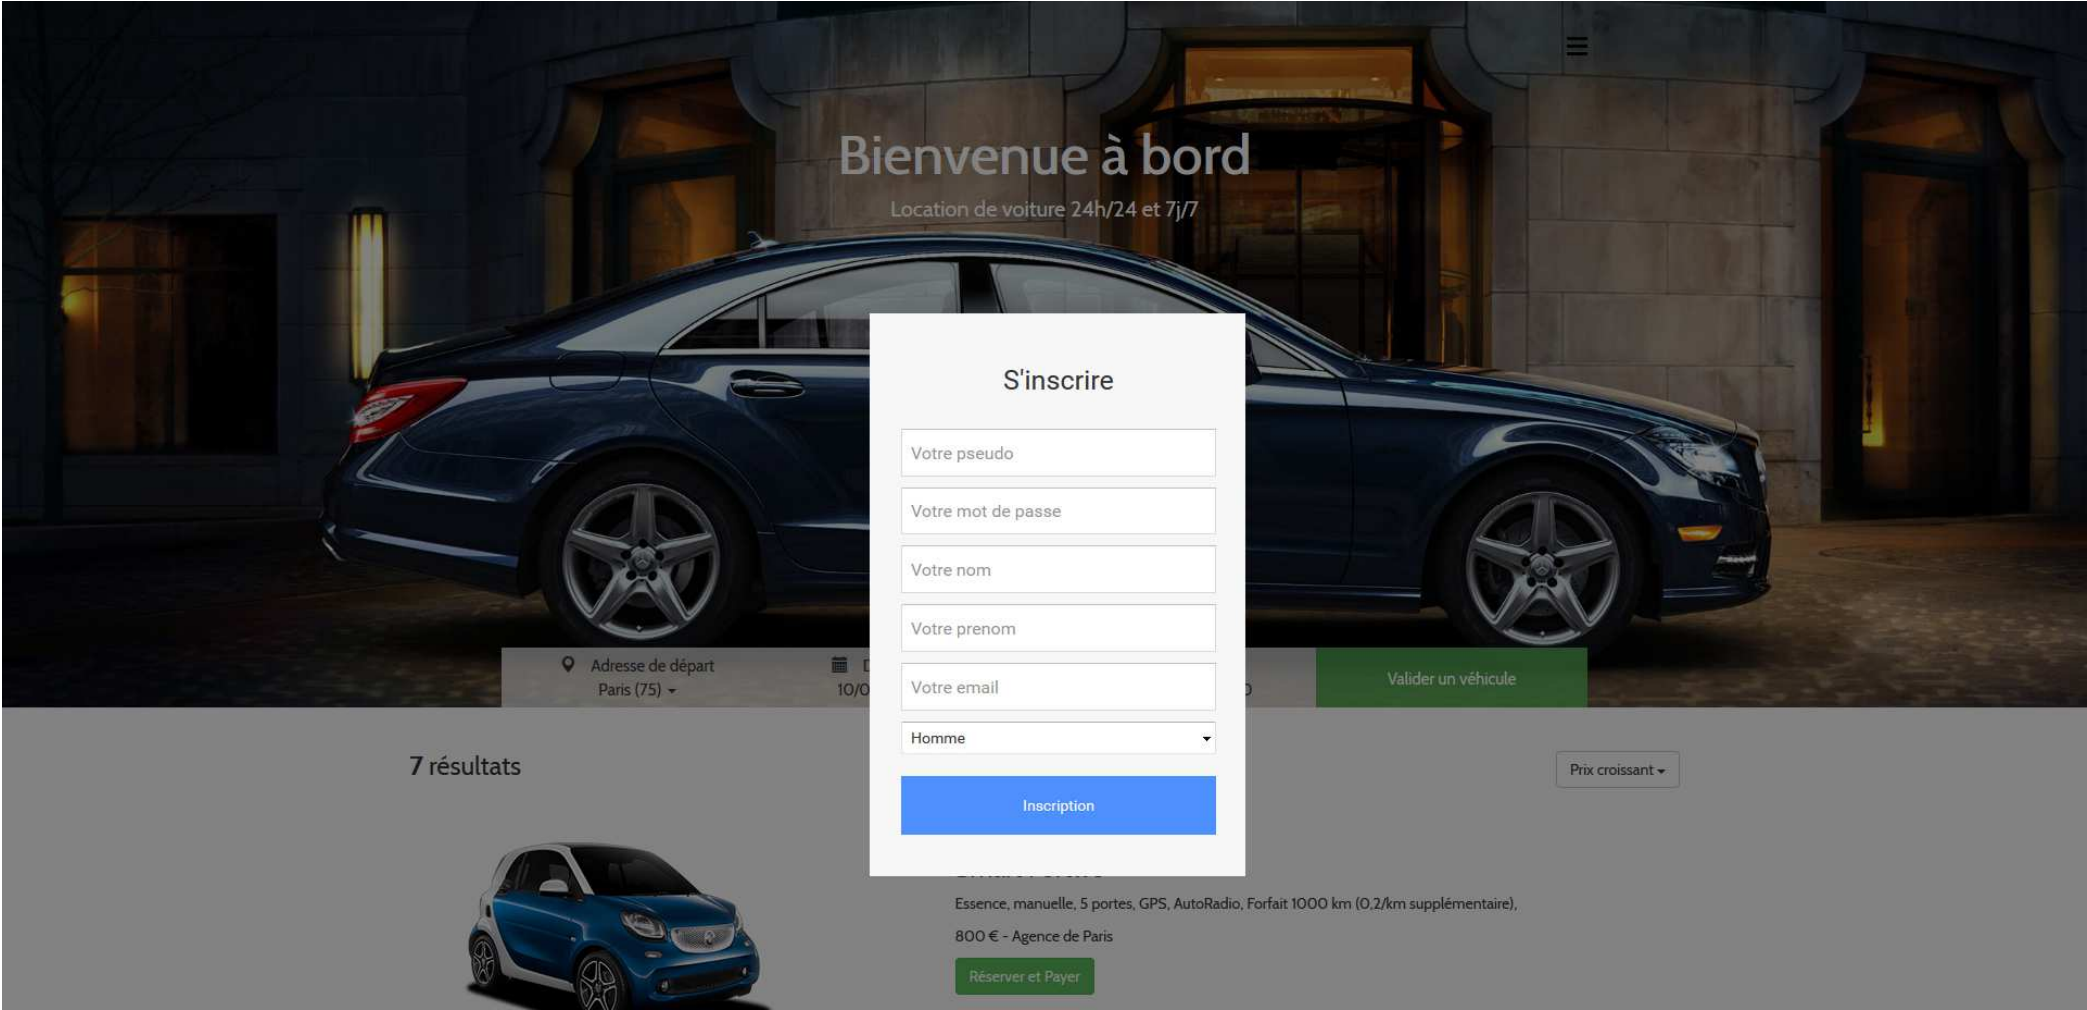 Bienvenue à bord
Location de voiture 24h/24 et 7j/7
S'inscrire
Votre pseudo
Votre mot de passe
Votre nom
Votre prenom
Votre email
Homme
Inscription
Adresse de départ
Paris (75)
10/0
Valider un véhicule
7 résultats
Prix croissant
Essence, manuelle, 5 portes, GPS, AutoRadio, Forfait 1000 km (0,2/km supplémentaire),
800 € - Agence de Paris
Réserver et Payer